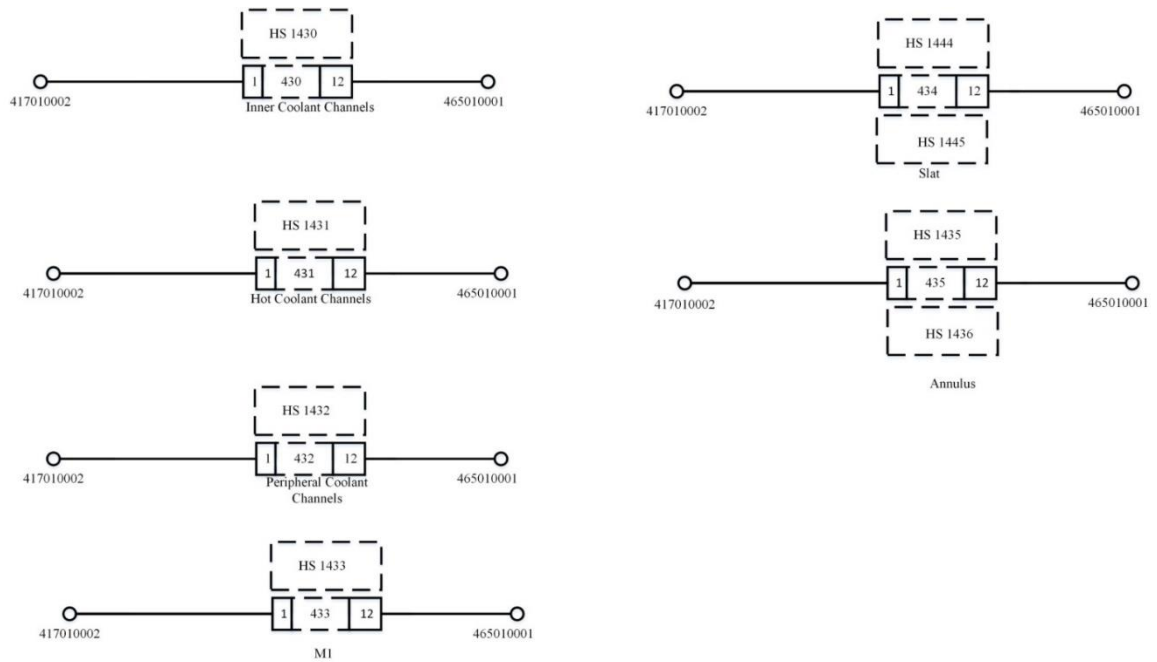 HS 1430
1 430 12
417010002 465010001
Inner Coolant Channels
HS 1431
1 431 12
417010002 465010001
Hot Coolant Channels
HS 1432
1 432 12
417010002 465010001
Peripheral Coolant
Channels
HS 1433
1 433 12
417010002 465010001
M1
HS 1444
1 434 12
417010002 465010001
HS 1445
Slat
HS 1435
1 435 12
417010002 465010001
HS 1436
Annulus